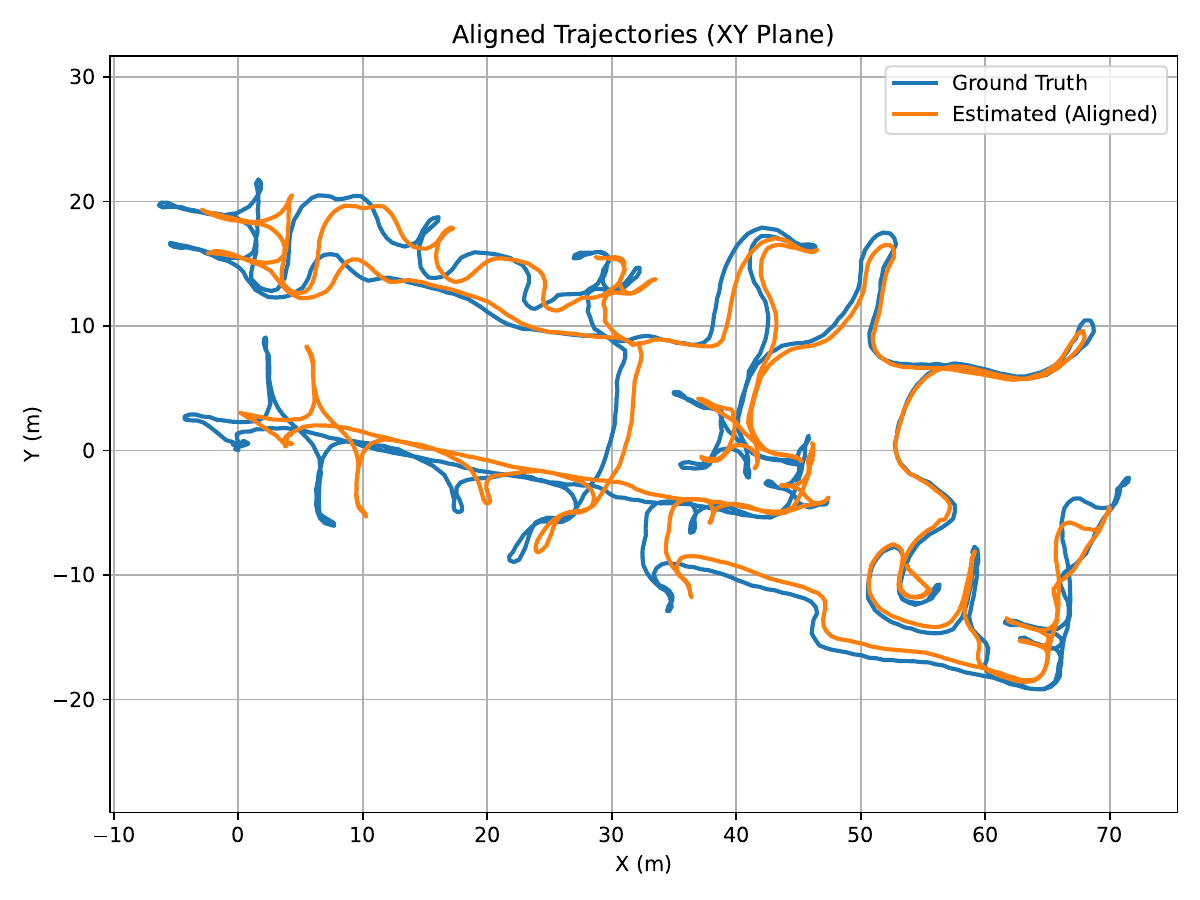 Aligned Trajectories (XY Plane)
Ground Truth
Estimated (Aligned)
30
20
10
0
−10
−20
Y (m)
−10 0 10 20 30 40 50 60 70
X (m)